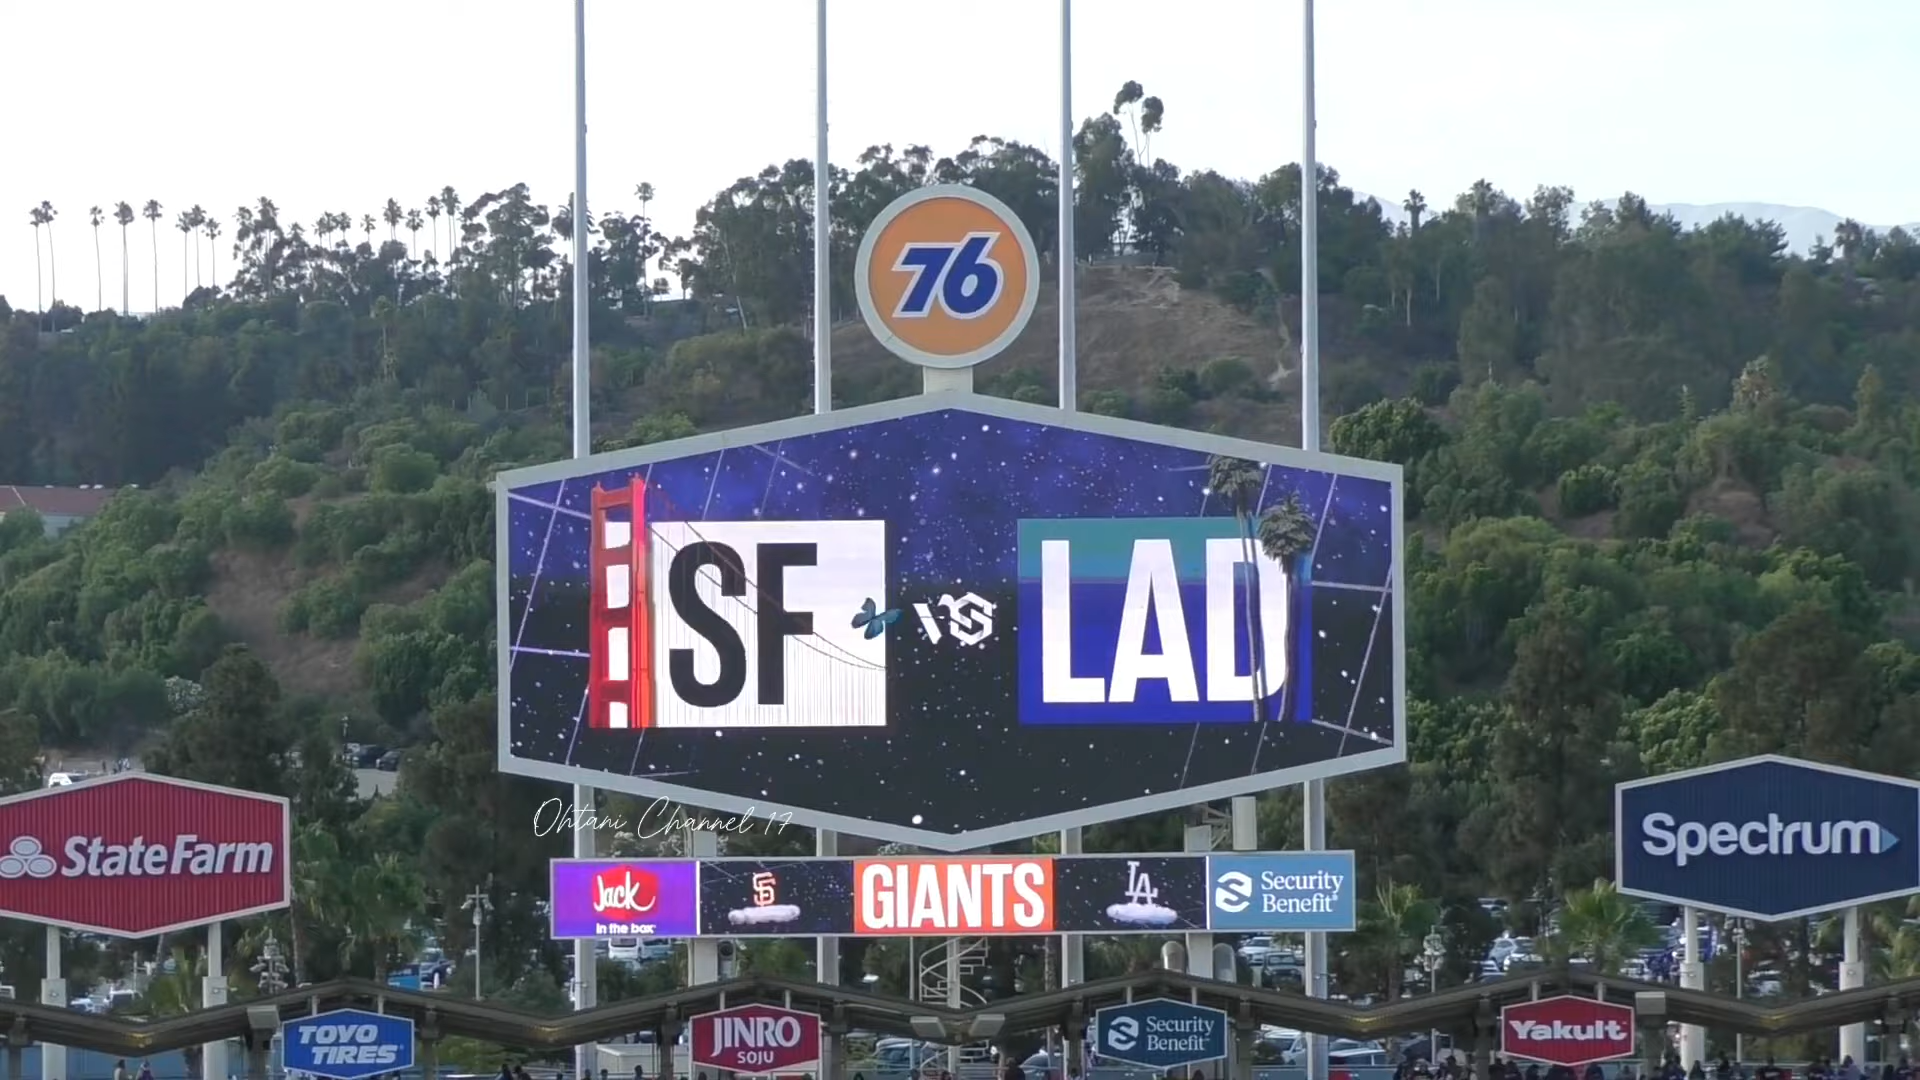 76
SF
VS
LAD
Ohtani Channel 17
State Farm
Spectrum
Jack
in the box
SF
GIANTS
LA
Security
Benefit
TOYO
TIRES
JINRO
SOJU
Security
Benefit
Yakult